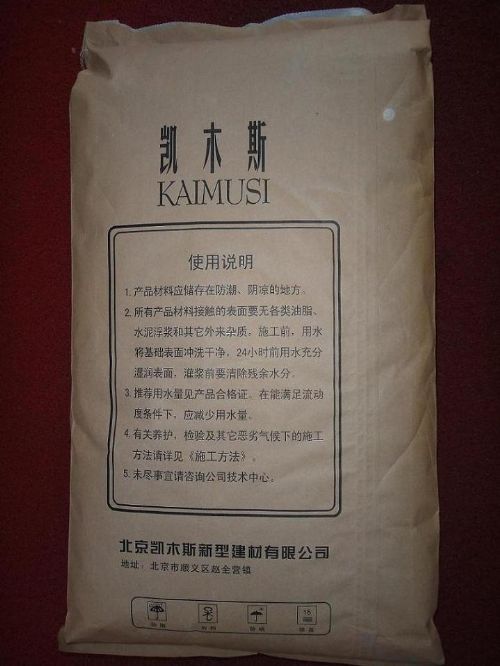 凯木斯
KAIMUSI
使用说明
1. 产品材料应储存在防潮、阴凉的地方。
2. 所有产品材料接触的表面要无各类油脂、
水泥浮浆和其它外来杂质，施工前，用水
将基础表面冲洗干净，24小时前用水充分
湿润表面，灌浆前要清除残余水分。
3. 推荐用水量见产品合格证，在能满足流动
度条件下，应减少用水量。
4. 有关养护，检验及其它恶劣气候下的施工
方法请详见《施工方法》。
5. 未尽事宜请咨询公司技术中心。
北京凯木斯新型建材有限公司
地址：北京市顺义区赵全营镇